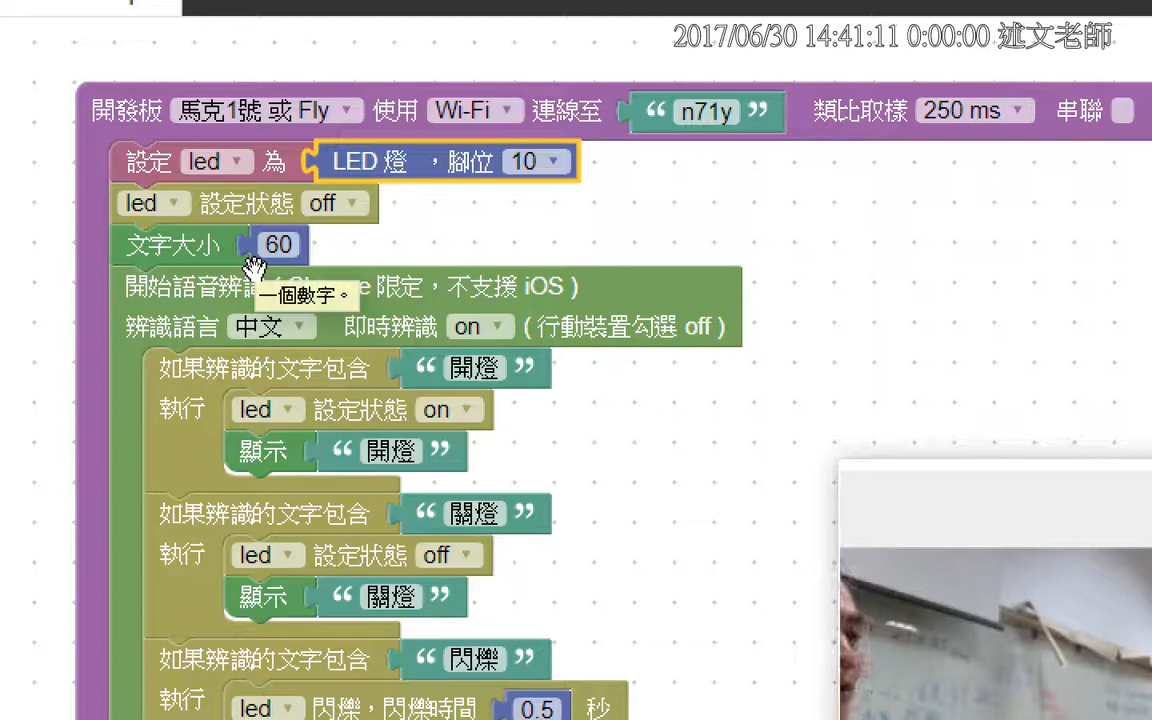 2017/06/30 14:41:11 0:00:00 述文老師
開發板 馬克1號 或 Fly 使用 Wi-Fi 連線至 “ n71y ” 類比取樣 250 ms 串聯
設定 led 為 LED 燈 ，腳位 10
led 設定狀態 off
文字大小 60
開始語音辨識 e 限定，不支援 iOS )
一個數字。
辨識語言 中文 即時辨識 on ( 行動裝置勾選 off )
如果辨識的文字包含 “ 開燈 ”
執行 led 設定狀態 on
顯示 “ 開燈 ”
如果辨識的文字包含 “ 關燈 ”
執行 led 設定狀態 off
顯示 “ 關燈 ”
如果辨識的文字包含 “ 閃爍 ”
執行
led 閃爍，閃爍時間 0.5 秒